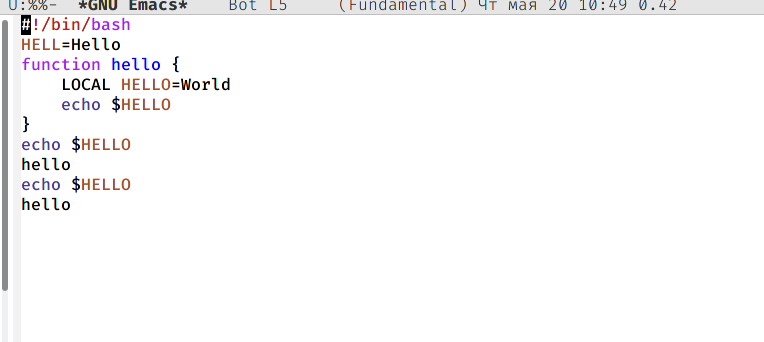 U:%%-  *GNU Emacs*    Bot L5     (Fundamental) Чт мая 20 10:49 0.42
#!/bin/bash
HELL=Hello
function hello {
    LOCAL HELLO=World
    echo $HELLO
}
echo $HELLO
hello
echo $HELLO
hello